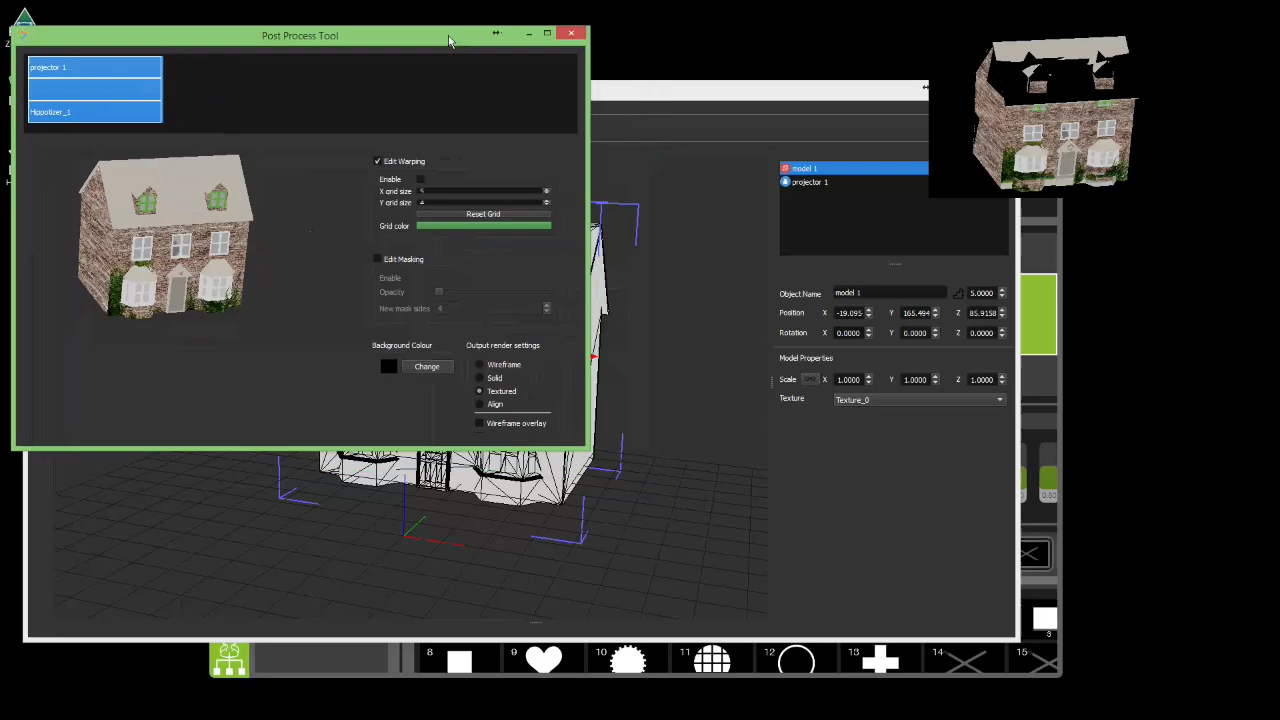 Post Process Tool
projector 1
Hippotizer_1
Edit Warping
Enable
X grid size 5
Y grid size 4
Reset Grid
Grid color
Edit Masking
Enable
Opacity
New mask sides 4
Background Colour
Change
Output render settings
Wireframe
Solid
Textured
Align
Wireframe overlay
model 1
projector 1
Object Name model 1 5.0000
Position X -19.095 Y 165.494 Z 85.9158
Rotation X 0.0000 Y 0.0000 Z 0.0000
Model Properties
Scale X 1.0000 Y 1.0000 Z 1.0000
Texture Texture_0
8 9 10 11 12 13 14 15